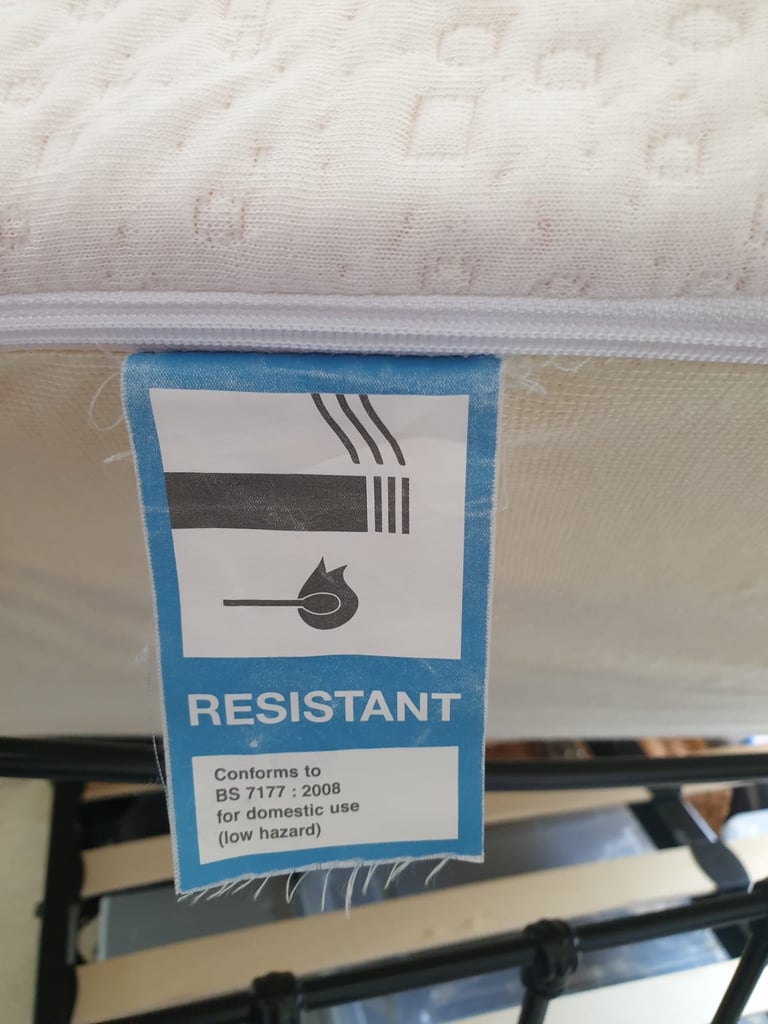 RESISTANT
Conforms to
BS 7177 : 2008
for domestic use
(low hazard)